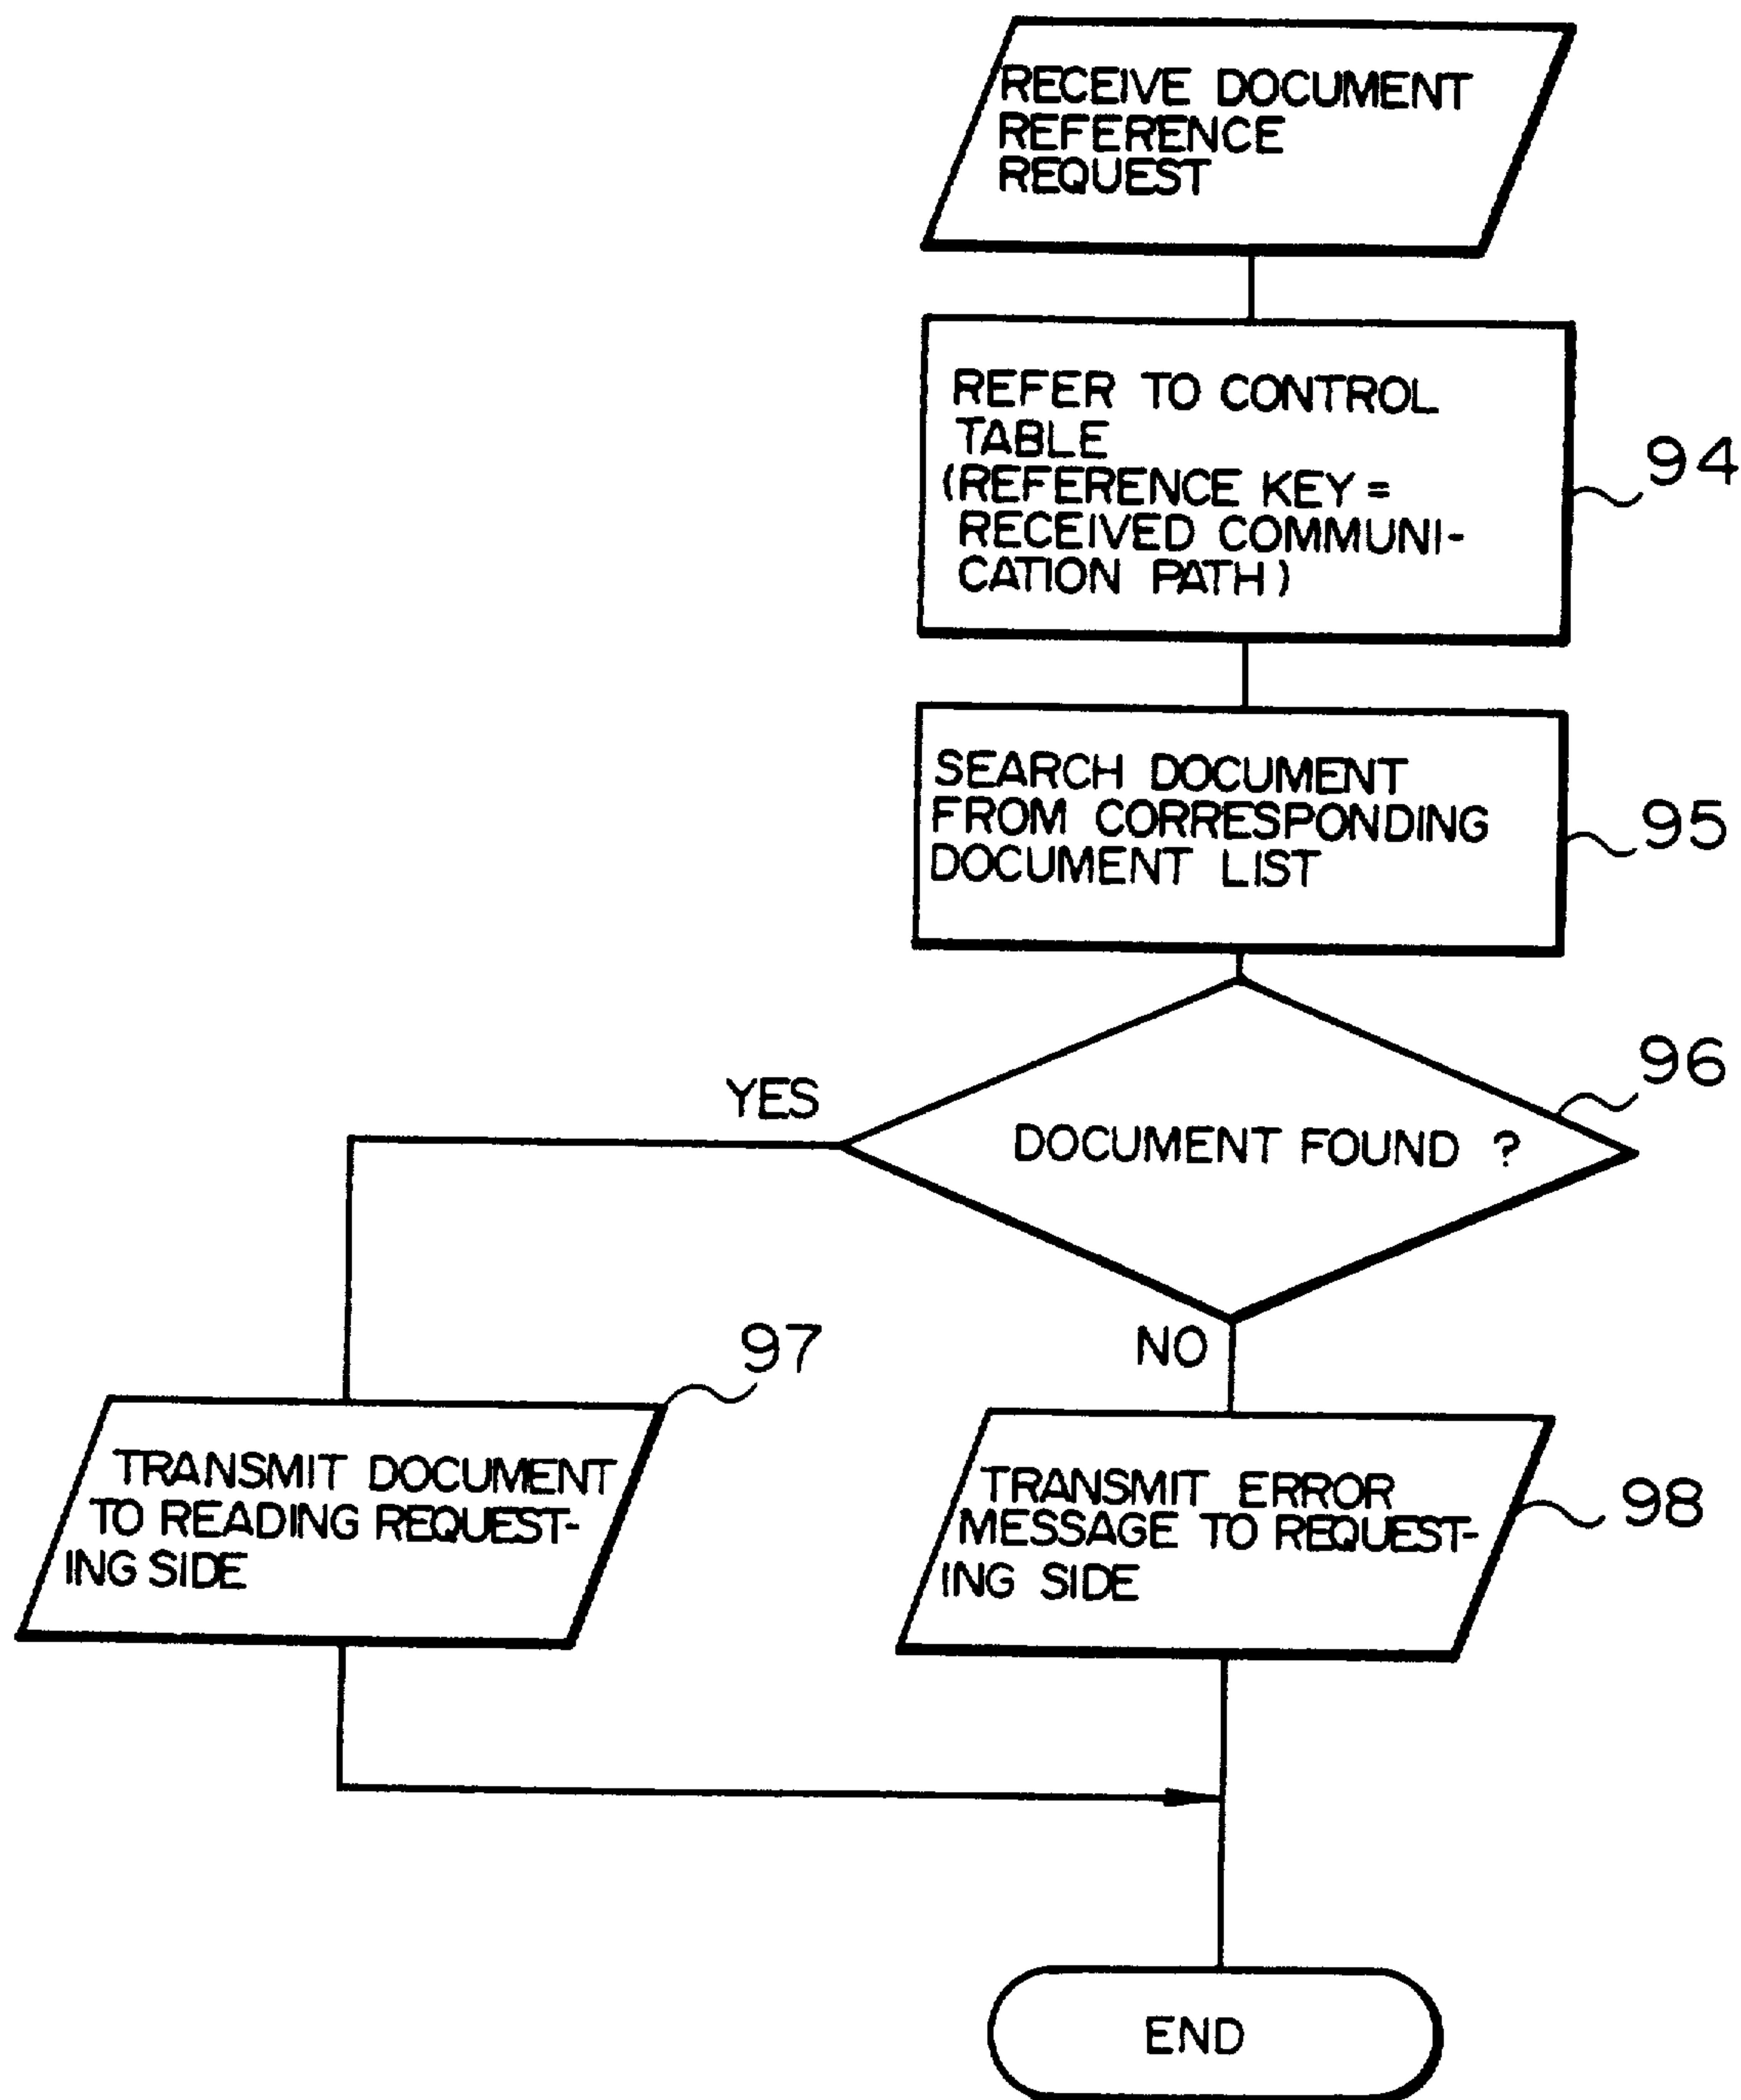 RECEIVE DOCUMENT
REFERENCE
REQUEST
REFER TO CONTROL
TABLE
(REFERENCE KEY =
RECEIVED COMMUNI-
CATION PATH)
94
SEARCH DOCUMENT
FROM CORRESPONDING
DOCUMENT LIST
95
96
YES
DOCUMENT FOUND ?
NO
97
TRANSMIT DOCUMENT
TO READING REQUEST-
ING SIDE
TRANSMIT ERROR
MESSAGE TO REQUEST-
ING SIDE
98
END